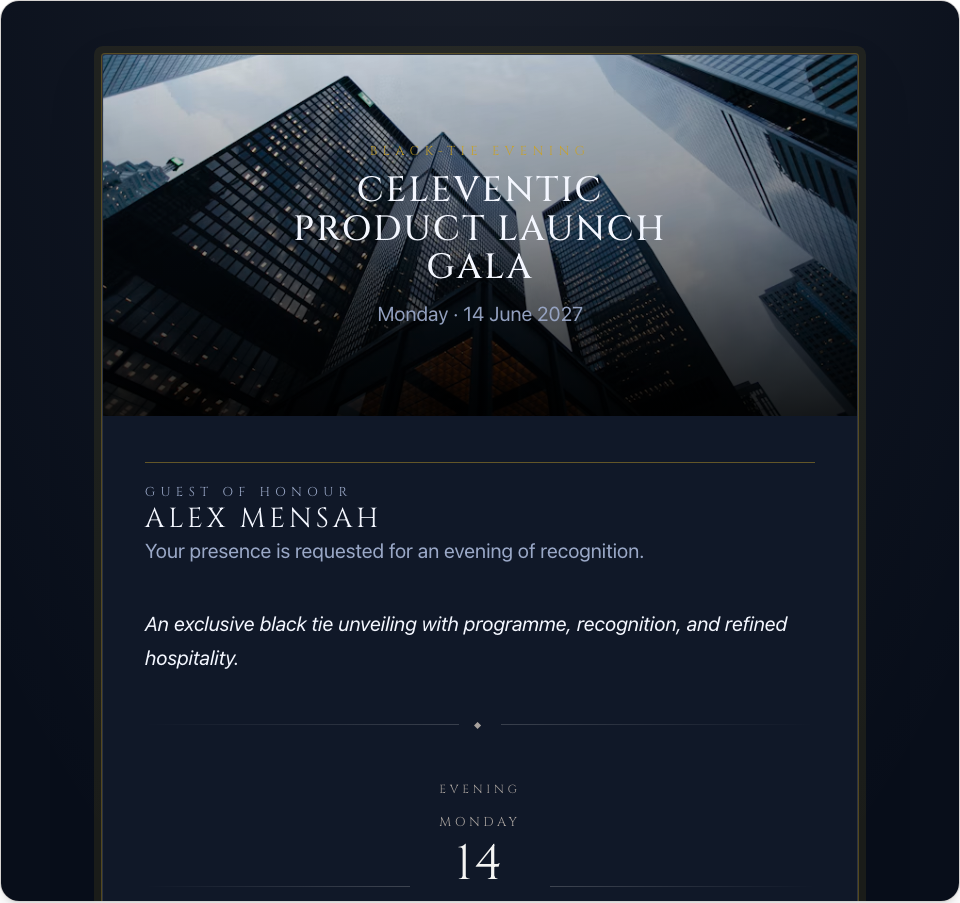 BLACK-TIE EVENING
CELEVENTIC
PRODUCT LAUNCH
GALA
Monday · 14 June 2027
GUEST OF HONOUR
ALEX MENSAH
Your presence is requested for an evening of recognition.
An exclusive black tie unveiling with programme, recognition, and refined
hospitality.
EVENING
MONDAY
14